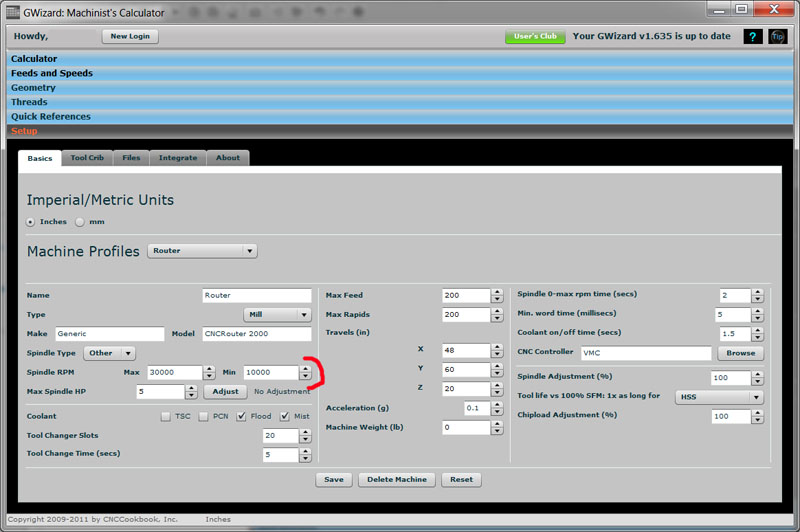 GWizard: Machinist's Calculator
Howdy, New Login User's Club Your GWizard v1.635 is up to date ? Tip
Calculator
Feeds and Speeds
Geometry
Threads
Quick References
Setup
Basics Tool Crib Files Integrate About
Imperial/Metric Units
Inches mm
Machine Profiles Router
Name Router
Type Mill
Make Generic Model CNCRouter 2000
Spindle Type Other
Spindle RPM Max 30000 Min 10000
Max Spindle HP 5 Adjust No Adjustment
Coolant TSC PCN Flood Mist
Tool Changer Slots 20
Tool Change Time (secs) 5
Max Feed 200
Max Rapids 200
Travels (in)
X 48
Y 60
Z 20
Acceleration (g) 0.1
Machine Weight (lb) 0
Spindle 0-max rpm time (secs) 2
Min. word time (millisecs) 5
Coolant on/off time (secs) 1.5
CNC Controller VMC Browse
Spindle Adjustment (%) 100
Tool life vs 100% SFM: 1x as long for HSS
Chipload Adjustment (%) 100
Save Delete Machine Reset
Copyright 2009-2011 by CNCCookbook, Inc. Inches